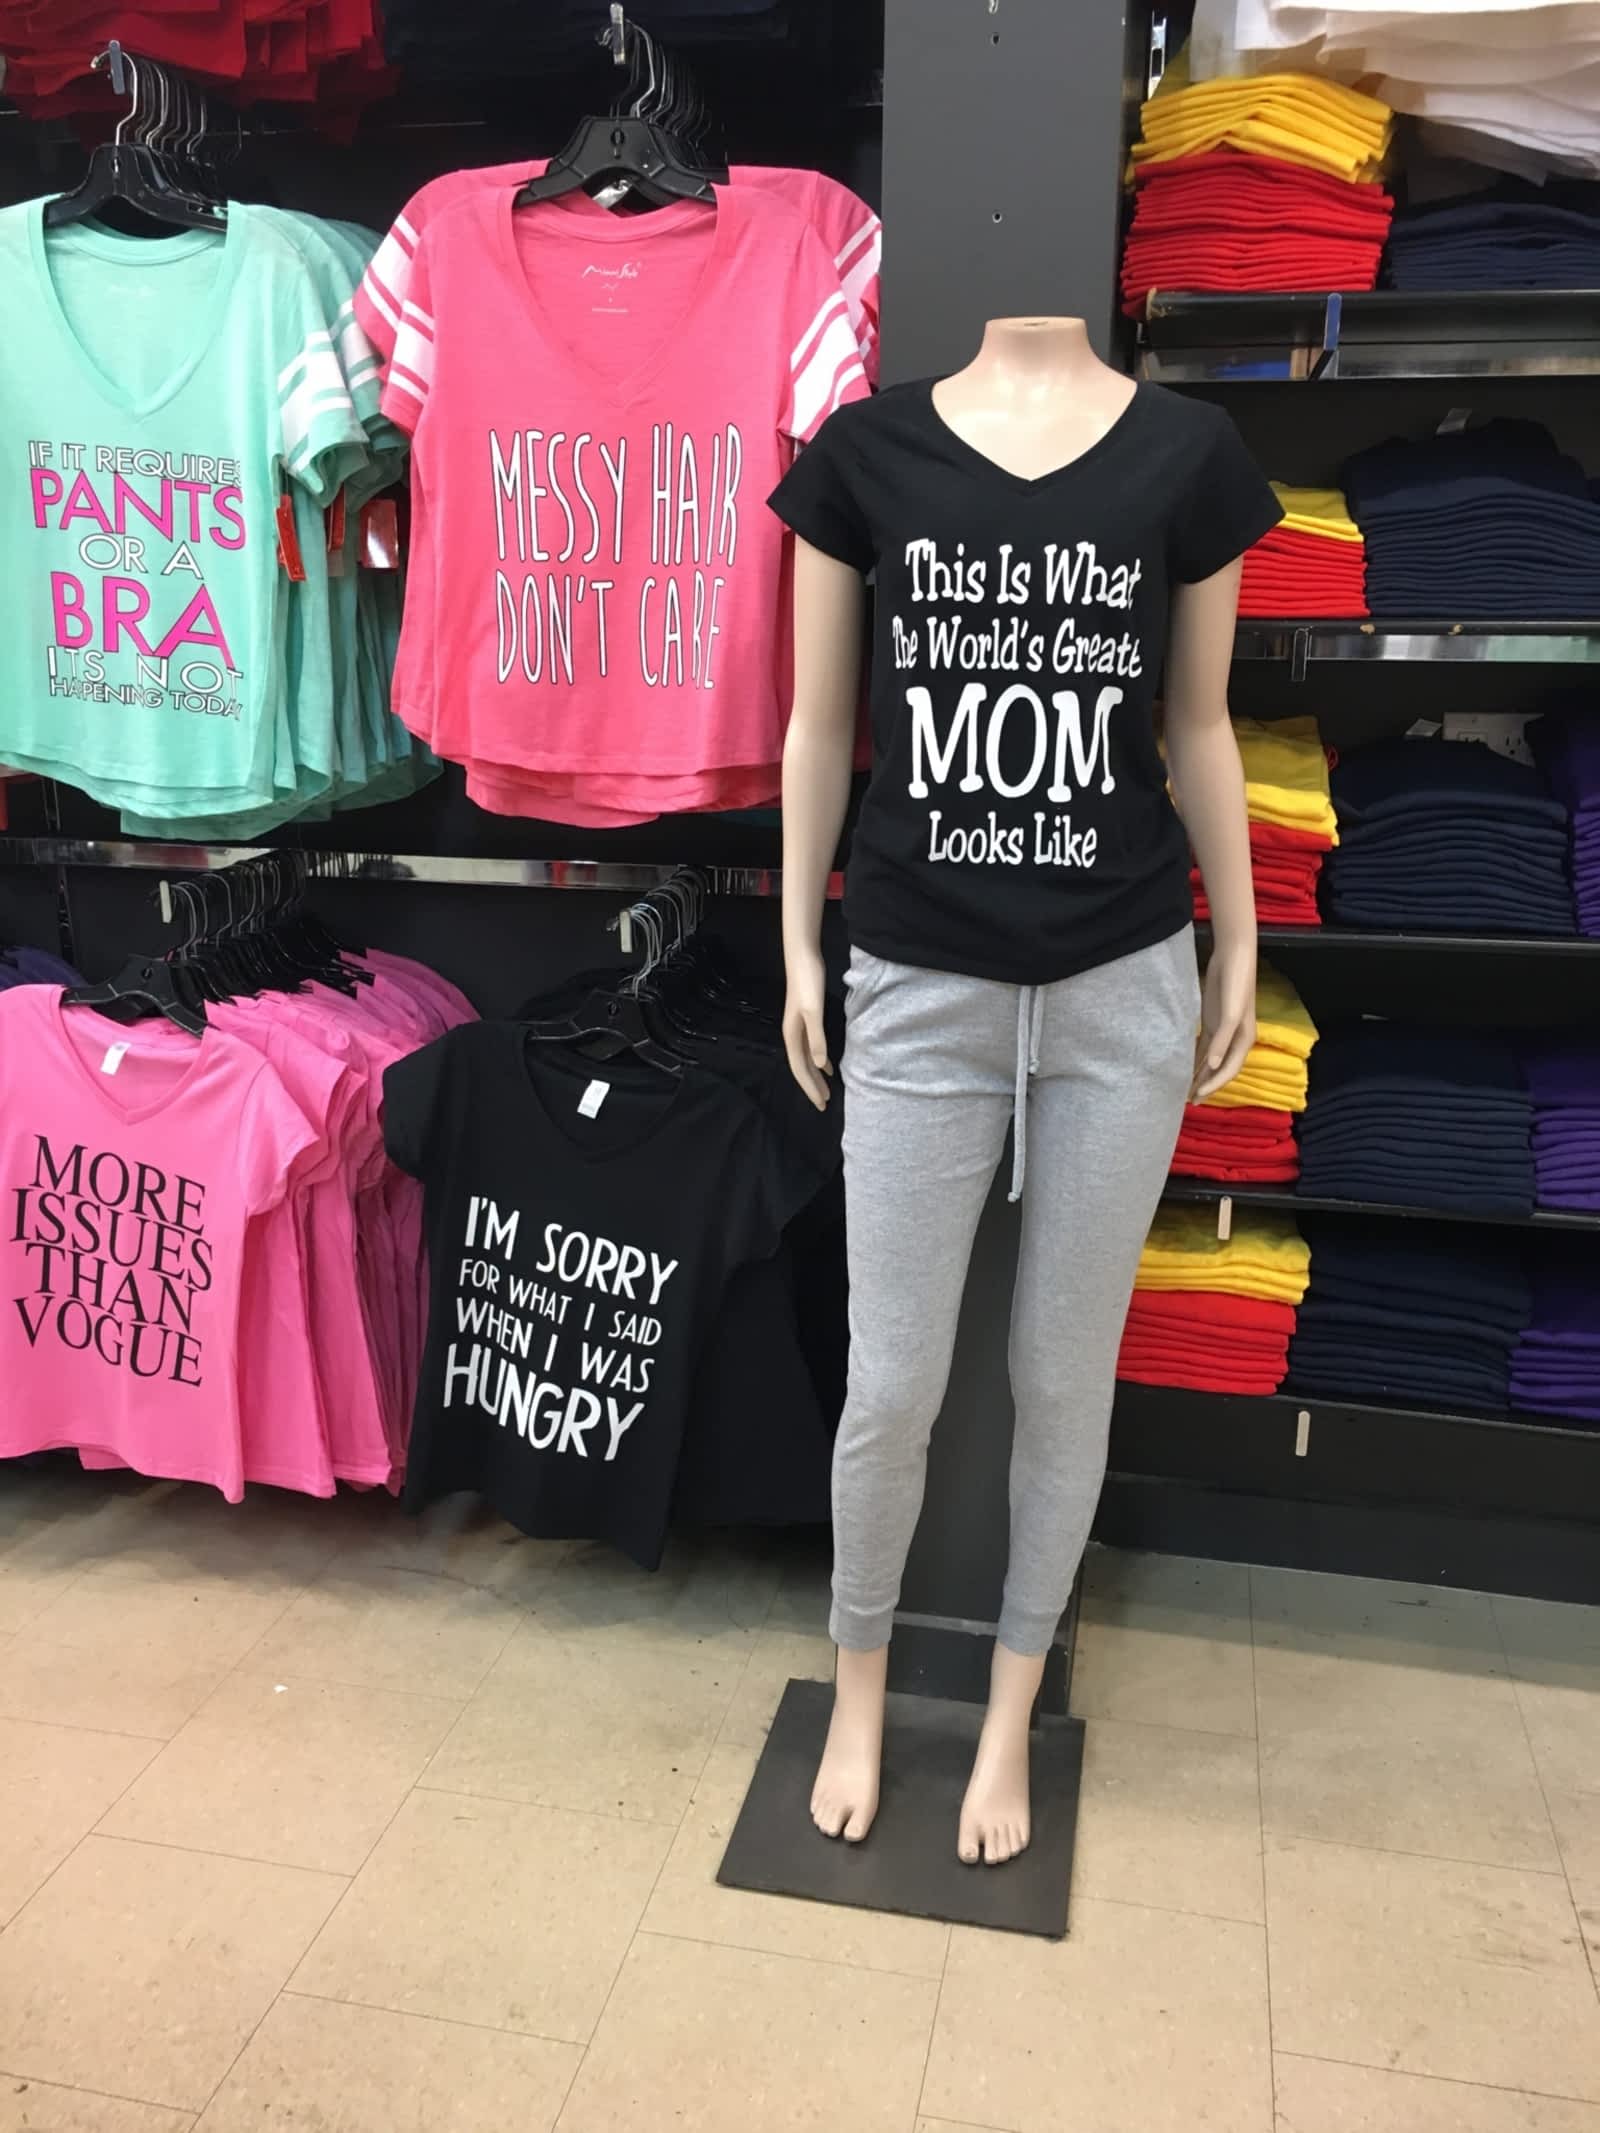 IF IT REQUIRES
PANTS
OR A
BRA
ITS NOT
HAPENING TODAY
MESSY HAIR
DON'T CARE
This Is What
The World's Greatt
MOM
Looks Like
MORE
ISSUES
THAN
VOGUE
I'M SORRY
FOR WHAT I SAID
WHEN I WAS
HUNGRY